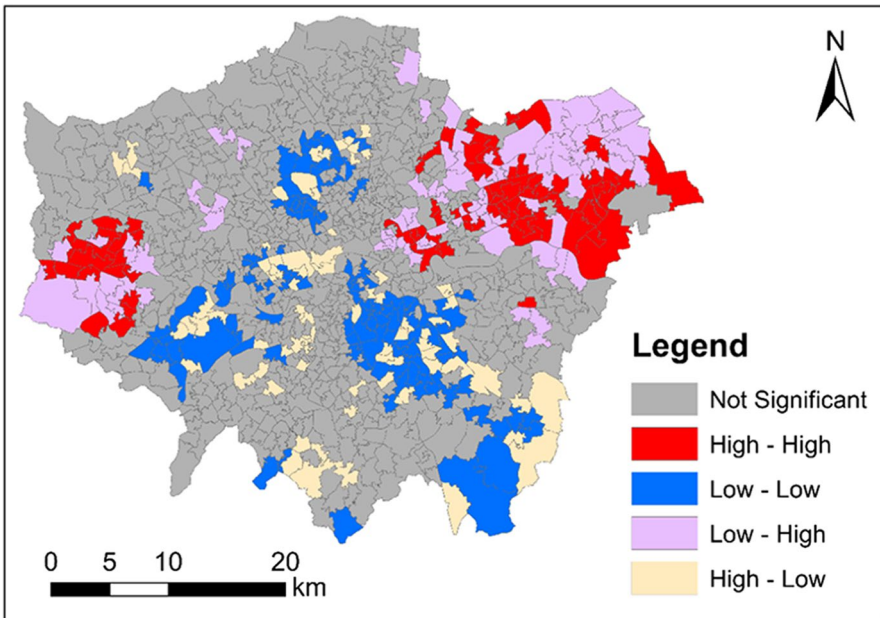 N
Legend
Not Significant
High - High
Low - Low
Low - High
High - Low
0 5 10 20
km